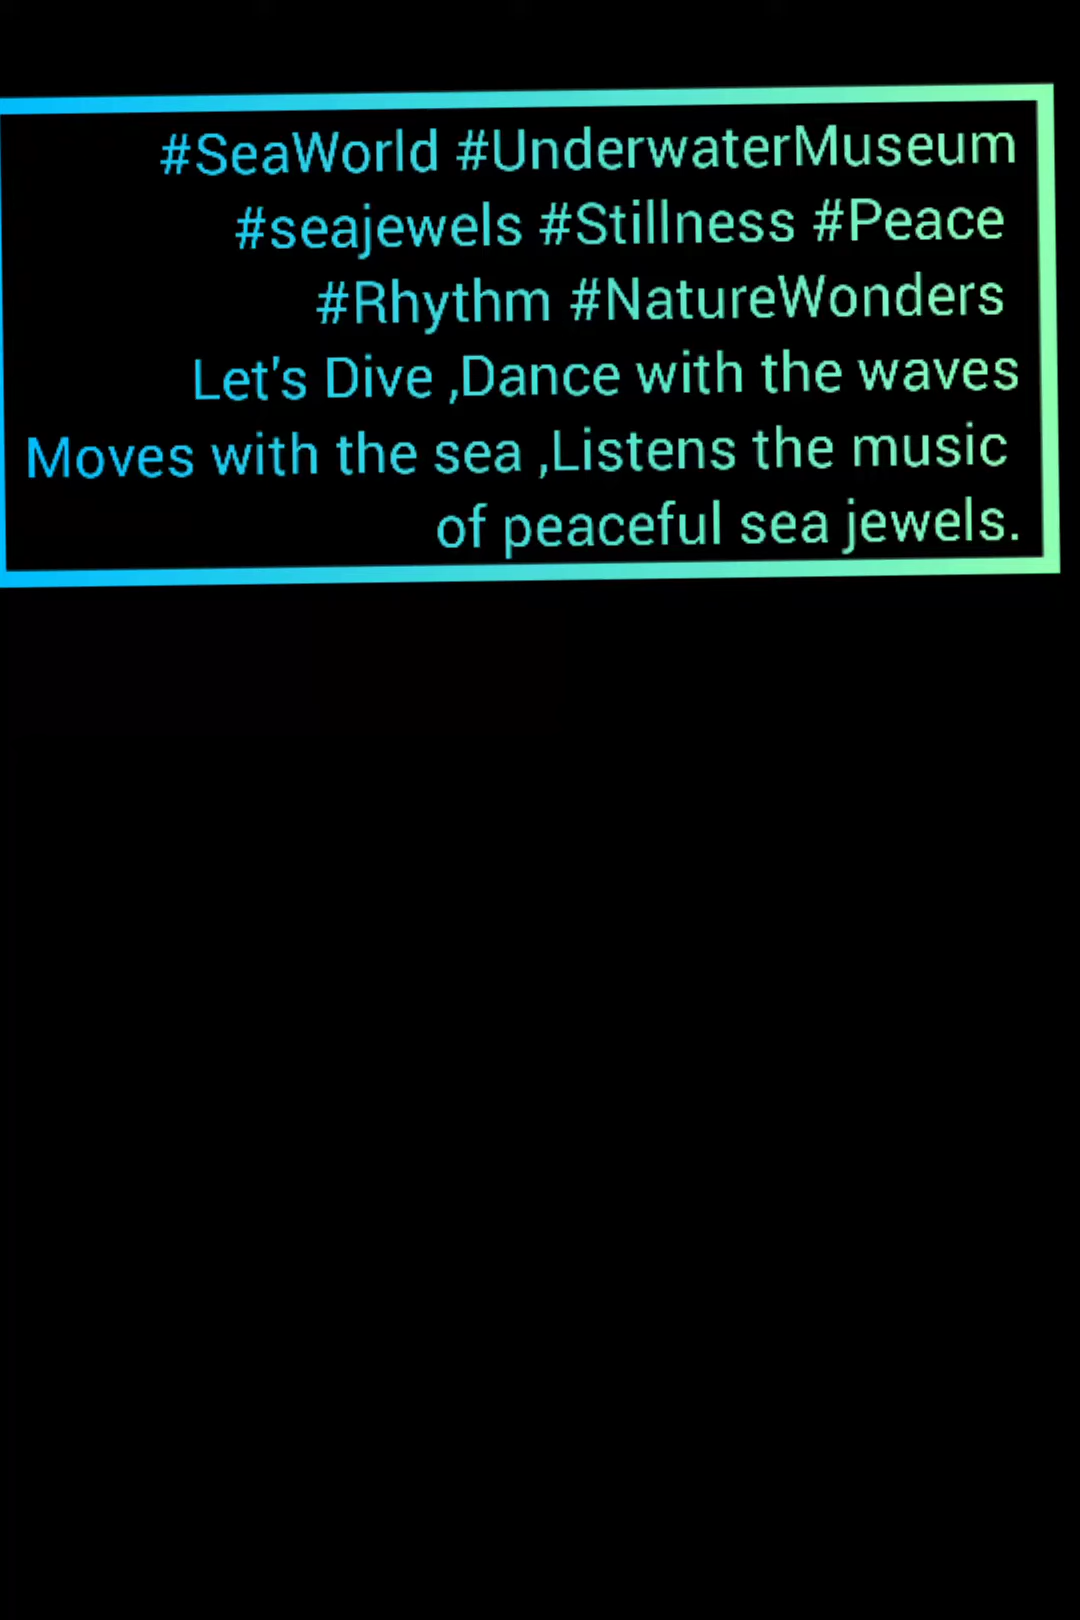 #SeaWorld #UnderwaterMuseum
#seajewels #Stillness #Peace
#Rhythm #NatureWonders
Let's Dive ,Dance with the waves
Moves with the sea ,Listens the music
of peaceful sea jewels.